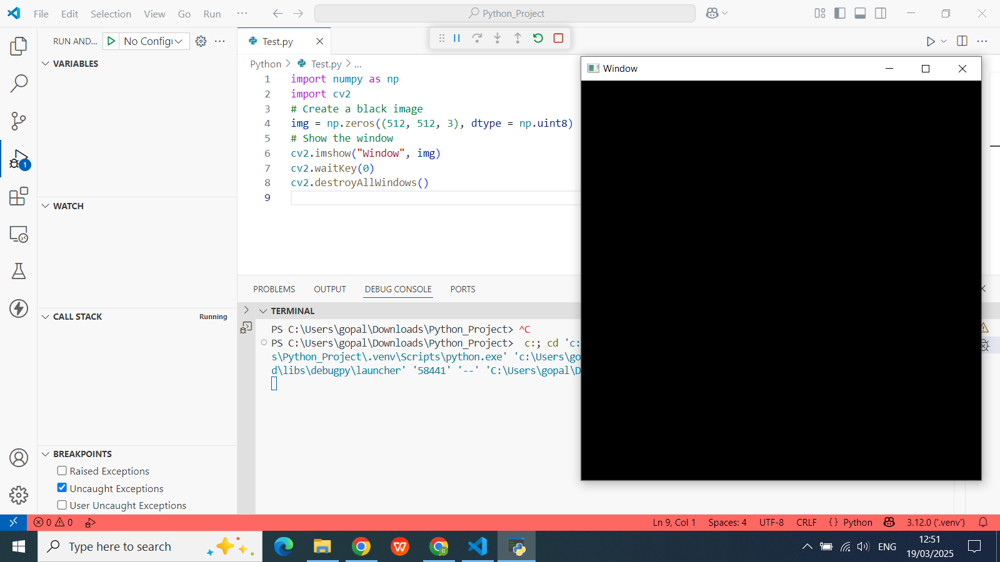 File Edit Selection View Go Run ··· Python_Project
RUN AND... No Configu ···
VARIABLES
WATCH
CALL STACK Running
BREAKPOINTS
Raised Exceptions
Uncaught Exceptions
User Uncaught Exceptions
1
Test.py
Python > Test.py > ...
1 import numpy as np
2 import cv2
3 # Create a black image
4 img = np.zeros((512, 512, 3), dtype = np.uint8)
5 # Show the window
6 cv2.imshow("Window", img)
7 cv2.waitKey(0)
8 cv2.destroyAllWindows()
9
Window
PROBLEMS OUTPUT DEBUG CONSOLE PORTS
TERMINAL
PS C:\Users\gopal\Downloads\Python_Project> ^C
PS C:\Users\gopal\Downloads\Python_Project>  c:; cd 'c:
s\Python_Project\.venv\Scripts\python.exe' 'c:\Users\go
d\libs\debugpy\launcher' '58441' '--' 'C:\Users\gopal\D
0 0 Ln 9, Col 1 Spaces: 4 UTF-8 CRLF {} Python 3.12.0 ('.venv')
Type here to search
ENG
12:51
19/03/2025